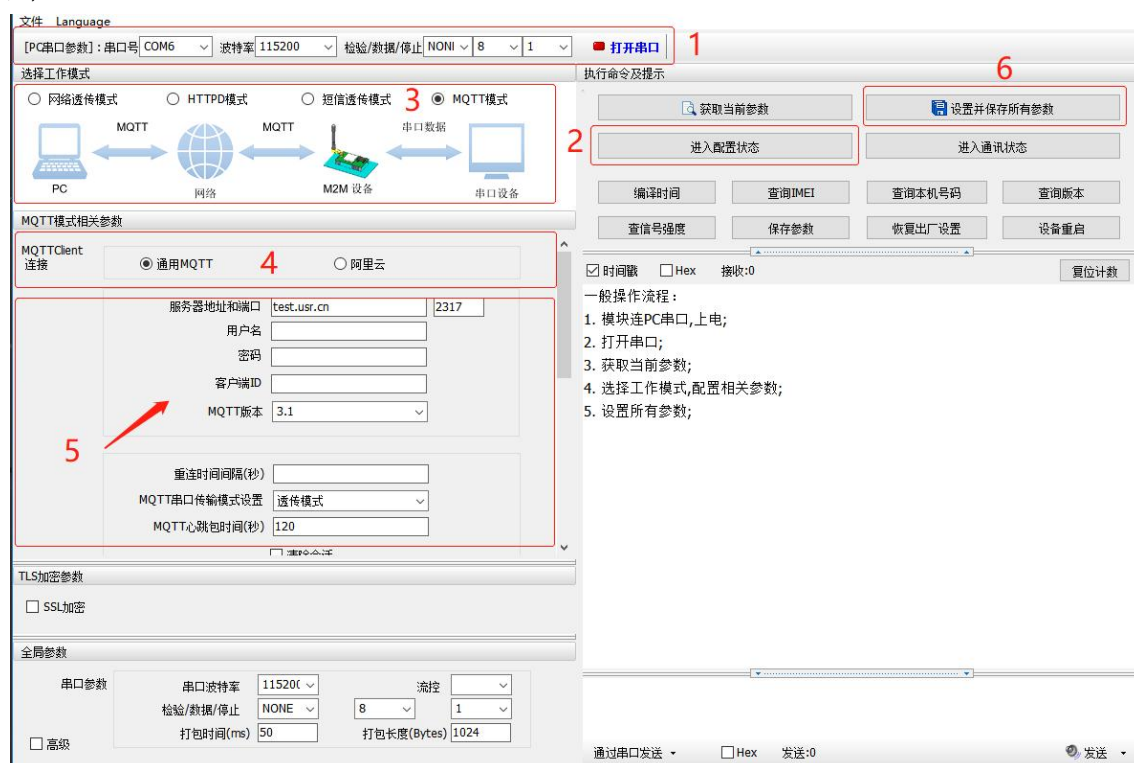 文件 Language
[PC串口参数]：串口号 COM6 波特率 115200 检验/数据/停止 NONI 8 1 打开串口 1
选择工作模式
网络透传模式 HTTPD模式 短信透传模式 3 MQTT模式
MQTT MQTT 串口数据
PC 网络 M2M 设备 串口设备
MQTT模式相关参数
MQTTClient
连接 通用MQTT 4 阿里云
服务器地址和端口 test.usr.cn 2317
用户名
密码
客户端ID
MQTT版本 3.1
5
重连时间间隔(秒)
MQTT串口传输模式设置 透传模式
MQTT心跳包时间(秒) 120
TLS加密参数
SSL加密
全局参数
串口参数 串口波特率 11520( 流控
检验/数据/停止 NONE 8 1
打包时间(ms) 50 打包长度(Bytes) 1024
高级
执行命令及提示 6
获取当前参数 设置并保存所有参数
2 进入配置状态 进入通讯状态
编译时间 查询IMEI 查询本机号码 查询版本
查信号强度 保存参数 恢复出厂设置 设备重启
时间戳 Hex 接收:0 复位计数
一般操作流程：
1. 模块连PC串口,上电;
2. 打开串口;
3. 获取当前参数;
4. 选择工作模式,配置相关参数;
5. 设置所有参数;
通过串口发送 Hex 发送:0 发送